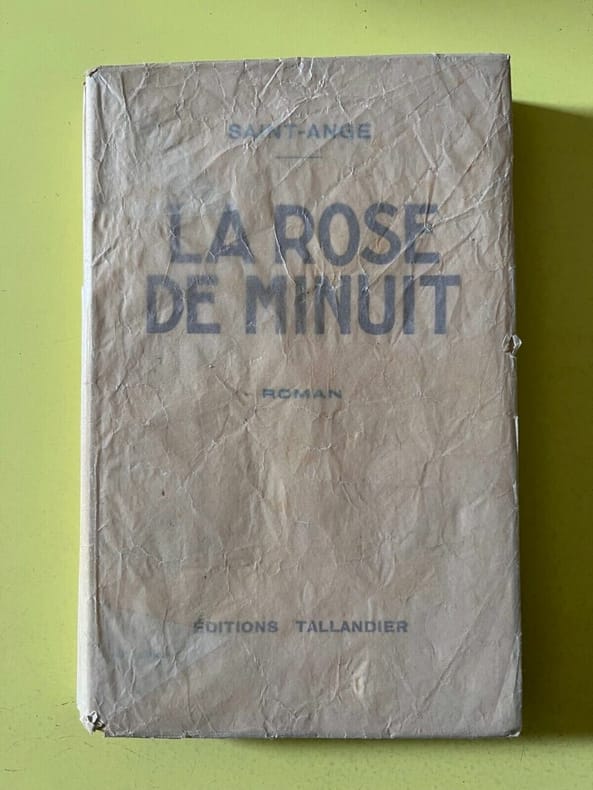 SAINT-ANGE
LA ROSE
DE MINUIT
ROMAN
ÉDITIONS TALLANDIER